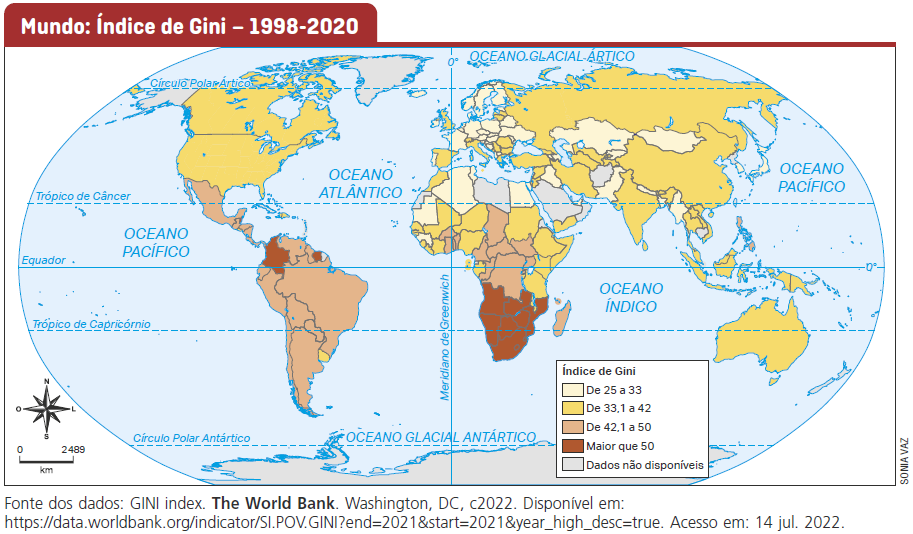 Mundo: Índice de Gini – 1998-2020
OCEANO GLACIAL ÁRTICO
0°
Círculo Polar Ártico
OCEANO
ATLÂNTICO
OCEANO
PACÍFICO
Trópico de Câncer
OCEANO
PACÍFICO
Equador
0°
OCEANO
ÍNDICO
Meridiano de Greenwich
Trópico de Capricórnio
Índice de Gini
De 25 a 33
De 33,1 a 42
De 42,1 a 50
Maior que 50
Dados não disponíveis
N
O
L
S
0 2489
km
Círculo Polar Antártico
OCEANO GLACIAL ANTÁRTICO
SONIA VAZ
Fonte dos dados: GINI index. The World Bank. Washington, DC, c2022. Disponível em:
https://data.worldbank.org/indicator/SI.POV.GINI?end=2021&start=2021&year_high_desc=true. Acesso em: 14 jul. 2022.